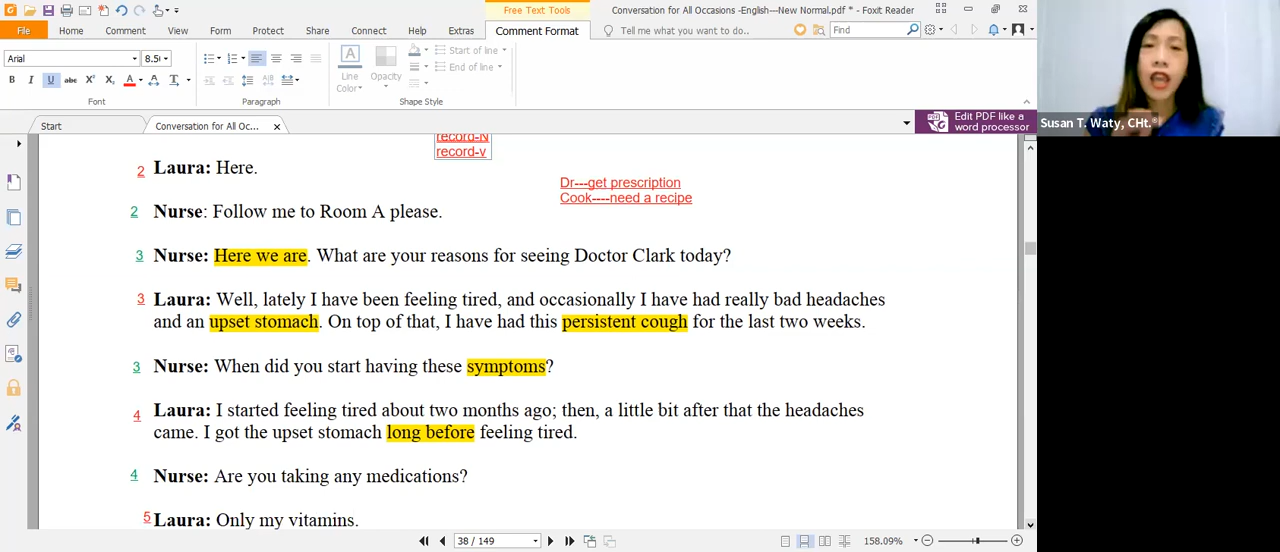 Free Text Tools
Conversation for All Occasions -English---New Normal.pdf * - Foxit Reader
File Home Comment View Form Protect Share Connect Help Extras Comment Format Tell me what you want to do.. Find
Arial 8.5
Start of line
End of line
B I U abc X² X₂ A T
Line Color
Opacity
Font Paragraph Shape Style
Start Conversation for All Oc...
Edit PDF like a
word processor
Susan T. Waty, CHt.
record-N
record-v
2 Laura: Here.
Dr---get prescription
Cook----need a recipe
2 Nurse: Follow me to Room A please.
3 Nurse: Here we are. What are your reasons for seeing Doctor Clark today?
3 Laura: Well, lately I have been feeling tired, and occasionally I have had really bad headaches
and an upset stomach. On top of that, I have had this persistent cough for the last two weeks.
3 Nurse: When did you start having these symptoms?
4 Laura: I started feeling tired about two months ago; then, a little bit after that the headaches
came. I got the upset stomach long before feeling tired.
4 Nurse: Are you taking any medications?
5 Laura: Only my vitamins.
38 / 149
158.09%